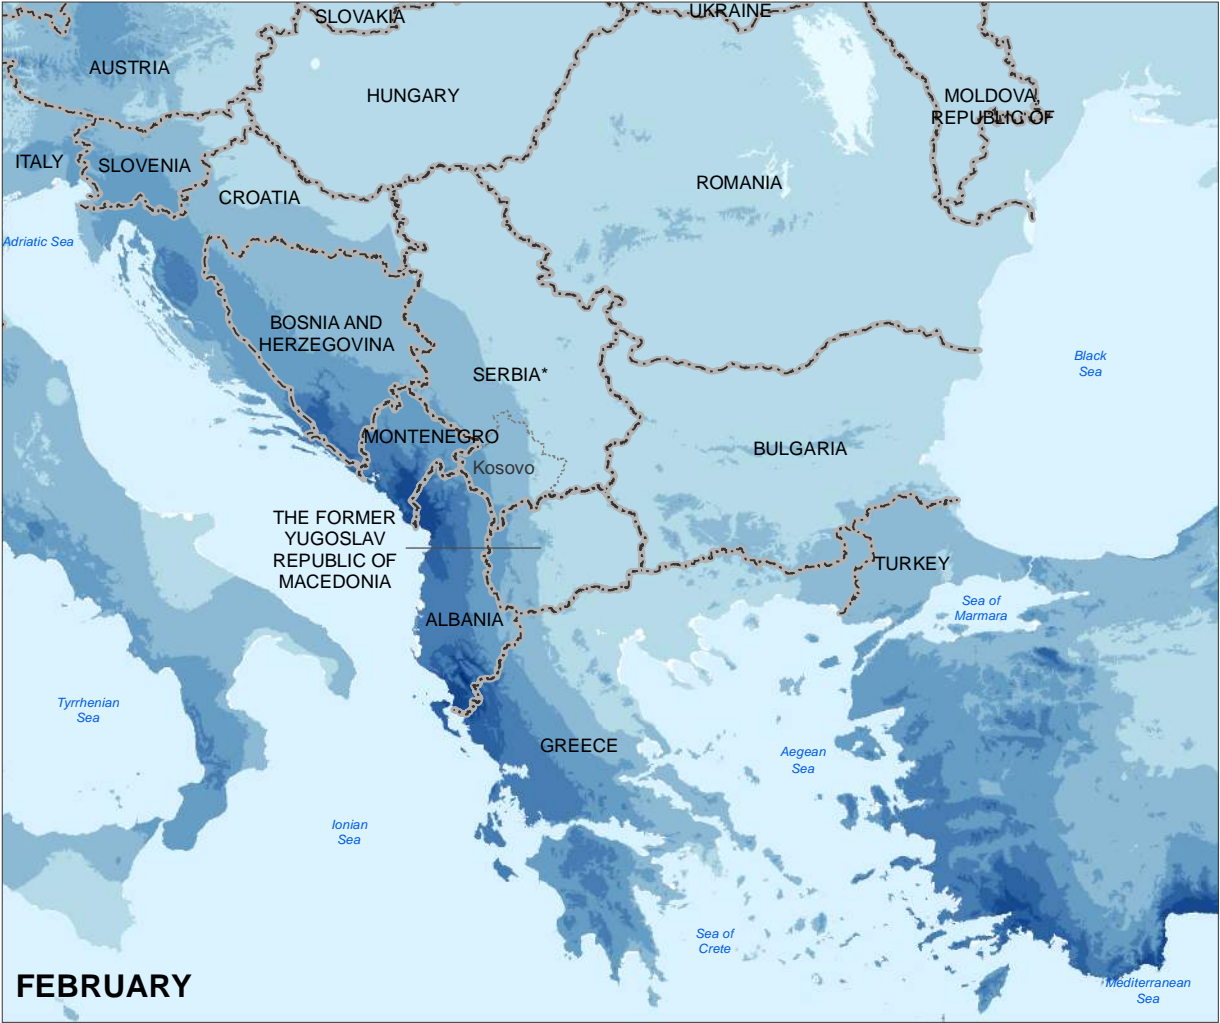 SLOVAKIA
UKRAINE
AUSTRIA
HUNGARY
MOLDOVA,
REPUBLIC OF
ITALY
SLOVENIA
CROATIA
ROMANIA
Adriatic Sea
BOSNIA AND
HERZEGOVINA
SERBIA*
Black
Sea
MONTENEGRO
Kosovo
BULGARIA
THE FORMER
YUGOSLAV
REPUBLIC OF
MACEDONIA
TURKEY
ALBANIA
Sea of
Marmara
Tyrrhenian
Sea
GREECE
Aegean
Sea
Ionian
Sea
Sea of
Crete
FEBRUARY
Mediterranean
Sea